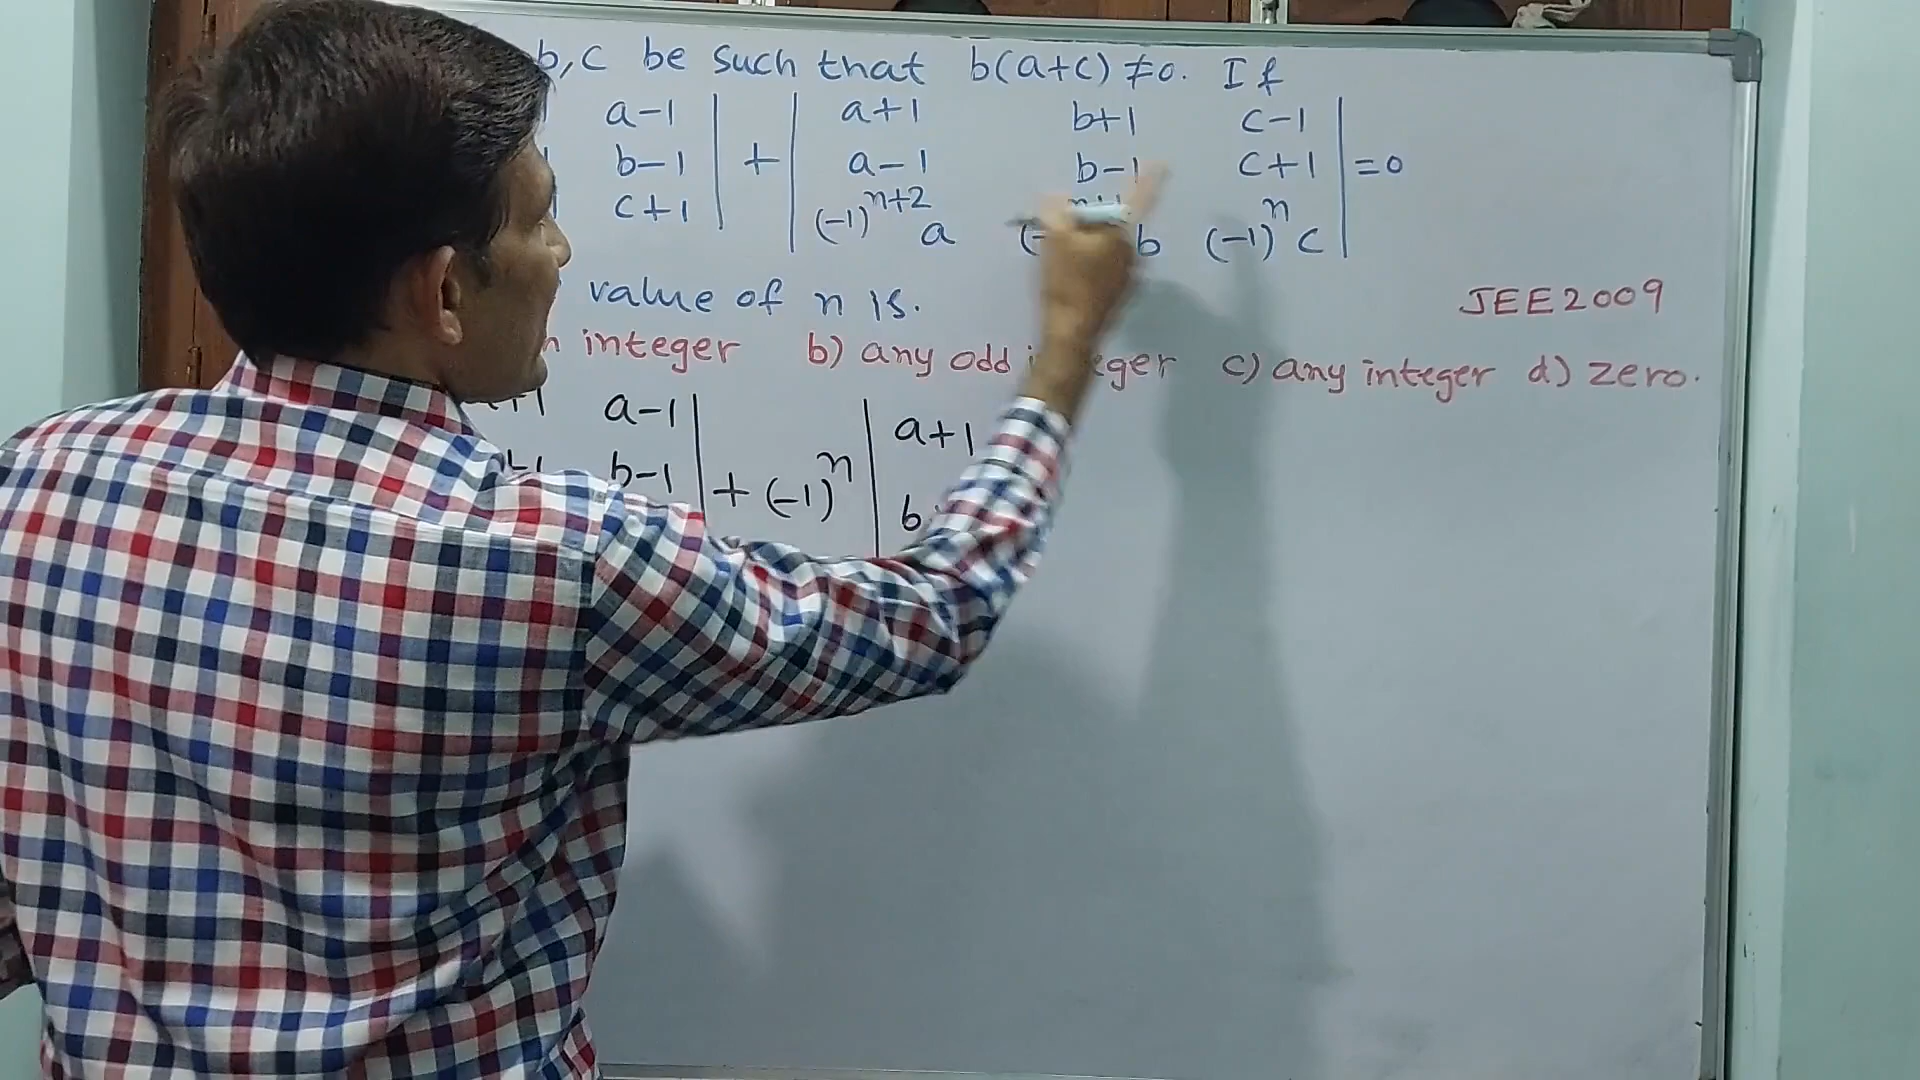 b,c be such that b(a+c) ≠0. If
a-1 | + | a+1 b+1 c-1 |
b-1 a-1 b-1 c+1 =0
c+1 (-1)^n+2 a b (-1)^n c
value of n is. JEE2009
integer b) any odd c) any integer d) zero.
a-1 a+1
b-1 | + (-1)^n | b